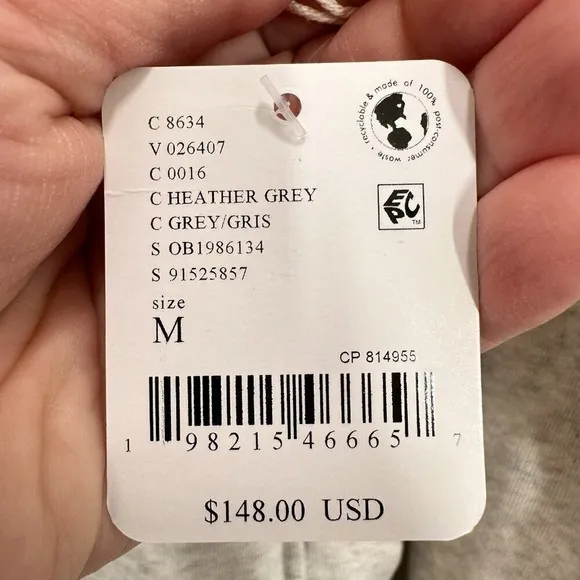 C 8634
V 026407
C 0016
C HEATHER GREY
C GREY/GRIS
S OB1986134
S 91525857
size
M
recyclable & made of 100% post-consumer waste •
EPC™
CP 814955
1 98215 46665 7
$148.00 USD